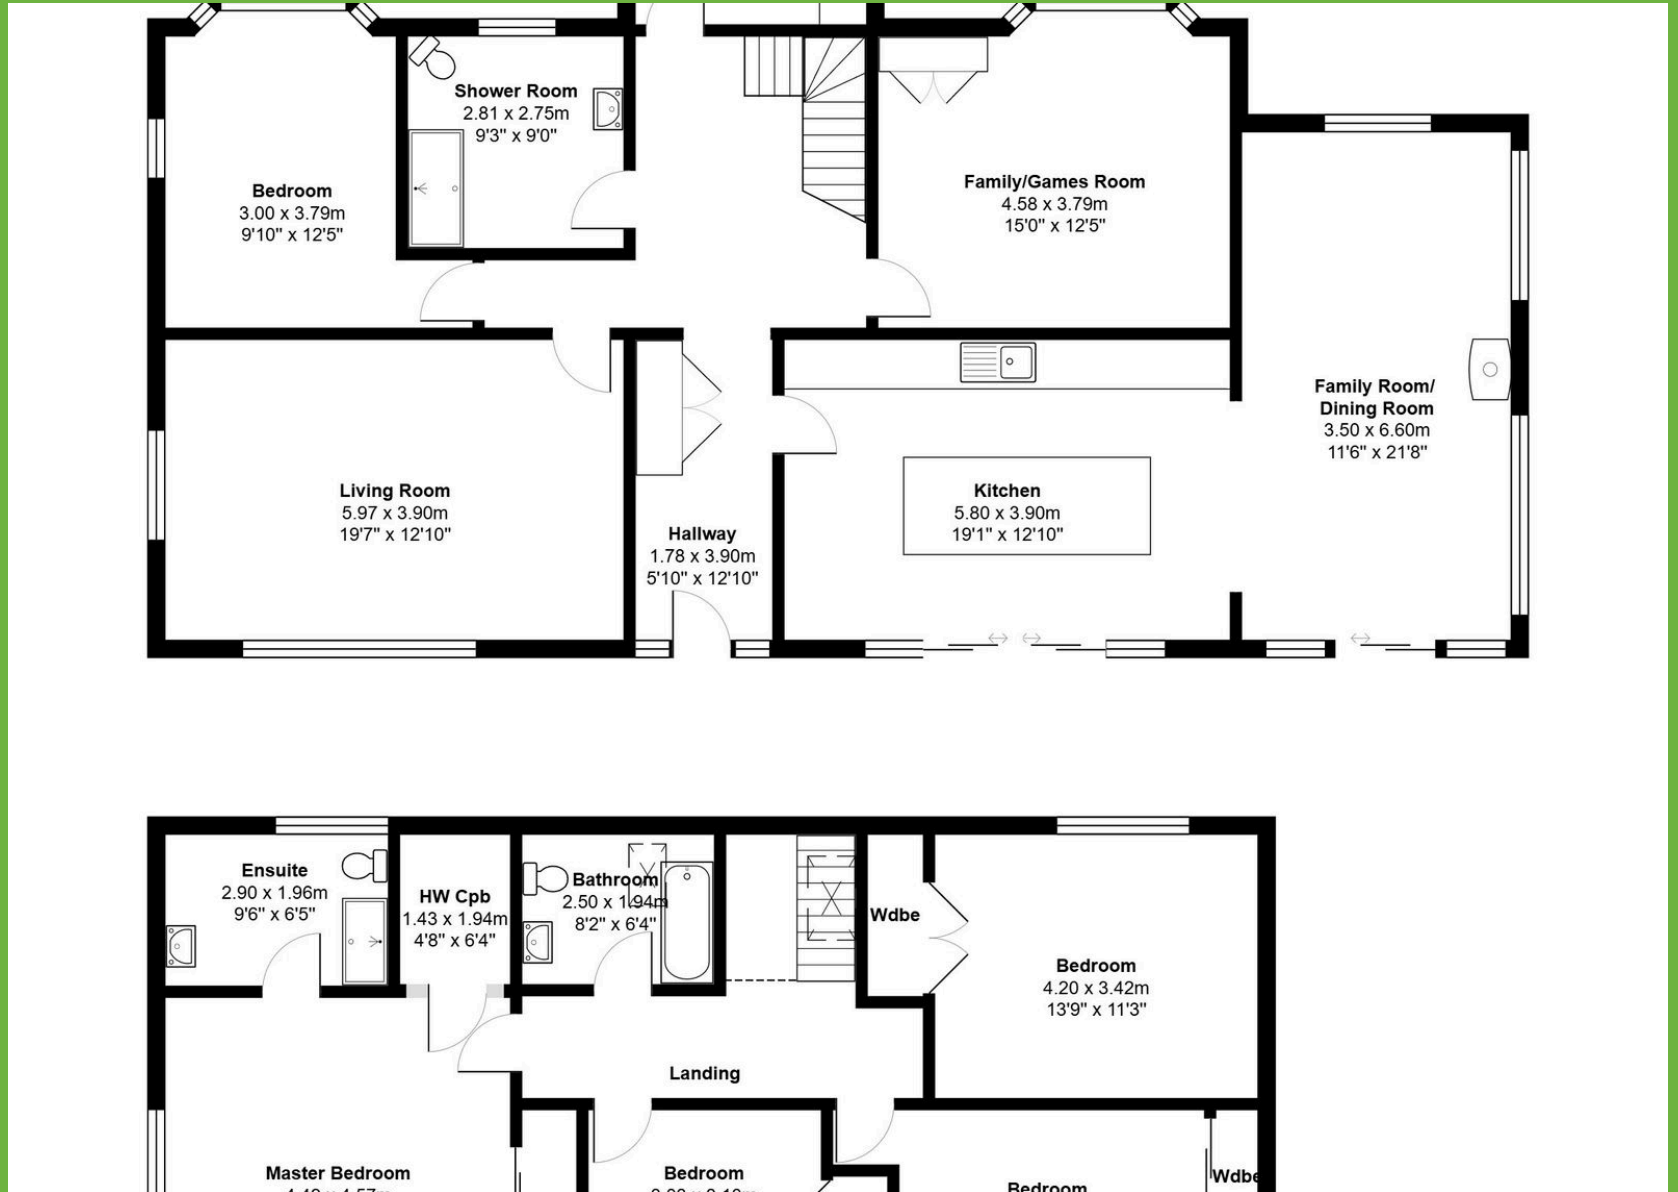 Shower Room
2.81 x 2.75m
9'3" x 9'0"
Bedroom
3.00 x 3.79m
9'10" x 12'5"
Family/Games Room
4.58 x 3.79m
15'0" x 12'5"
Family Room/
Dining Room
3.50 x 6.60m
11'6" x 21'8"
Living Room
5.97 x 3.90m
19'7" x 12'10"
Kitchen
5.80 x 3.90m
19'1" x 12'10"
Hallway
1.78 x 3.90m
5'10" x 12'10"
Ensuite
2.90 x 1.96m
9'6" x 6'5"
HW Cpb
1.43 x 1.94m
4'8" x 6'4"
Bathroom
2.50 x 1.94m
8'2" x 6'4"
Wdbe
Bedroom
4.20 x 3.42m
13'9" x 11'3"
Landing
Master Bedroom
Bedroom
Bedroom
Wdbe